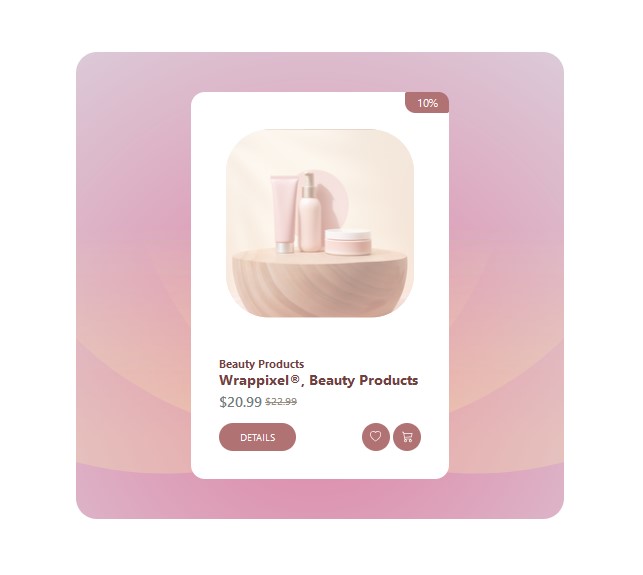 10%
Beauty Products
Wrappixel®, Beauty Products
$20.99 $22.99
DETAILS